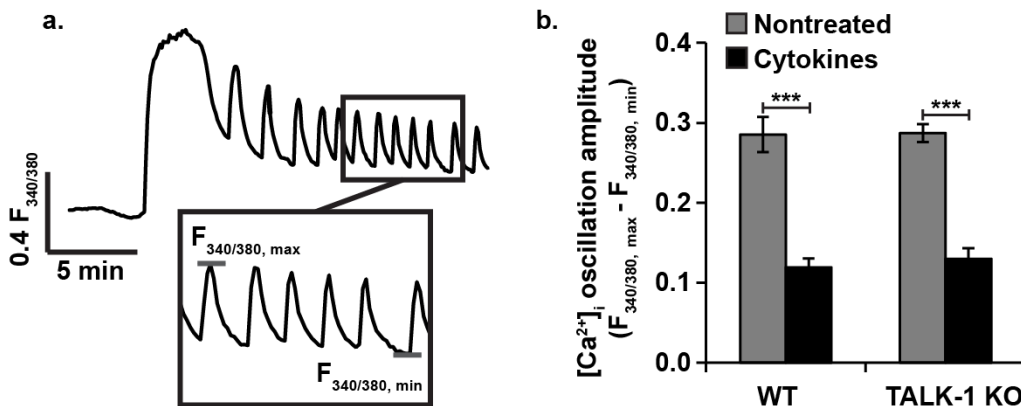 a.
0.4 F340/380
5 min
F340/380, max
F340/380, min
b.
Nontreated
Cytokines
[Ca2+]i oscillation amplitude
(F340/380, max - F340/380, min)
0.4
0.3
0.2
0.1
0.0
***
***
WT
TALK-1 KO